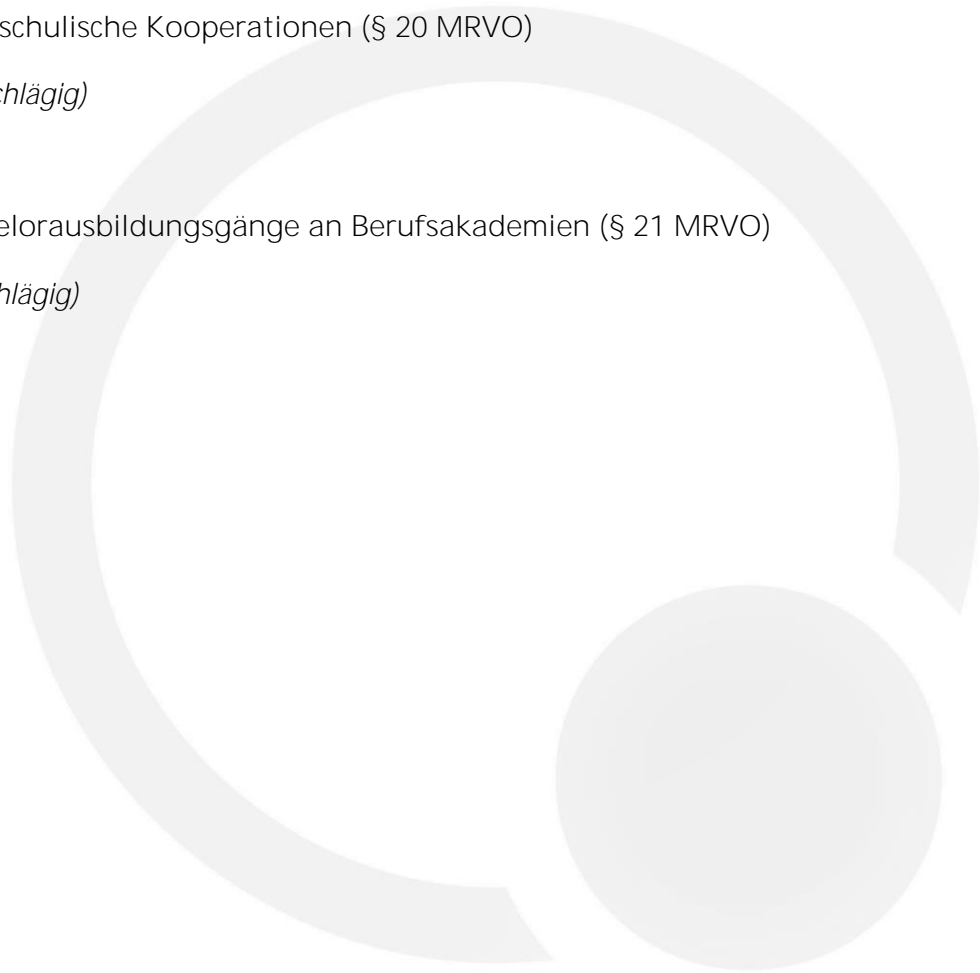 schulische Kooperationen (§ 20 MRVO)
chlägig)
elorausbildungsgänge an Berufsakademien (§ 21 MRVO)
hlägig)